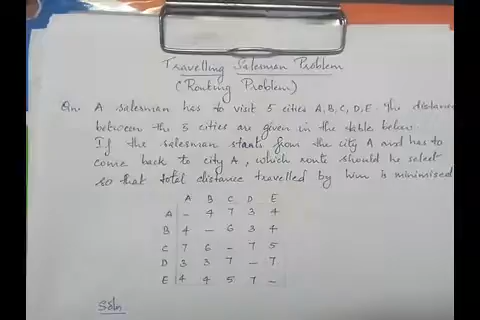 Travelling Salesman Problem
(Routing Problem)
Qn. A salesman has to visit 5 cities A, B, C, D, E. The distance
between the 5 cities are given in the table below.
If the salesman starts from the city A and has to
come back to city A, which route should he select
so that total distance travelled by him is minimised
A B C D E
A - 4 7 3 4
B 4 - 6 3 4
C 7 6 - 7 5
D 3 3 7 - 7
E 4 4 5 7 -
Soln